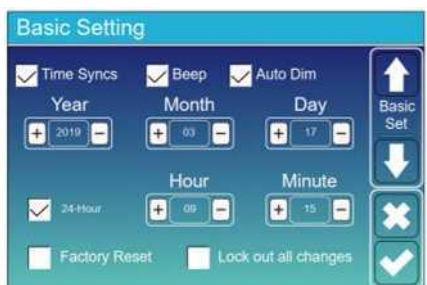 Basic Setting
Time Syncs Beep Auto Dim
Year Month Day
+ 2019 - + 03 - + 17 -
Basic
Set
Hour Minute
24-Hour + 09 - + 15 -
Factory Reset Lock out all changes